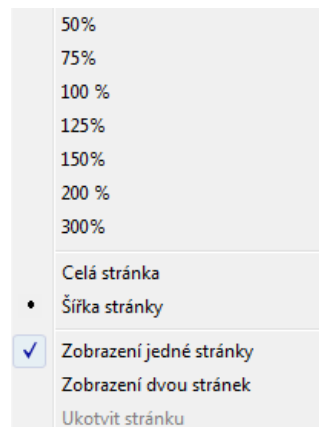 50%
75%
100 %
125%
150%
200 %
300%
Celá stránka
Šířka stránky
Zobrazení jedné stránky
Zobrazení dvou stránek
Ukotvit stránku